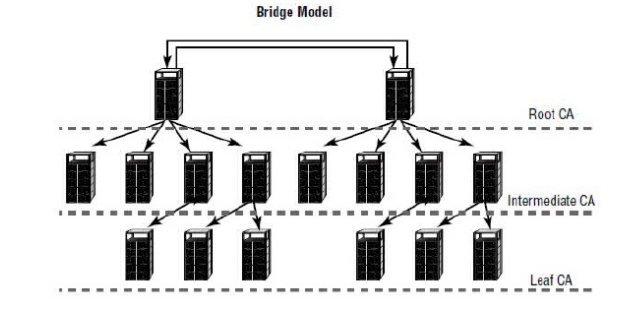 Bridge Model
Root CA
Intermediate CA
Leaf CA